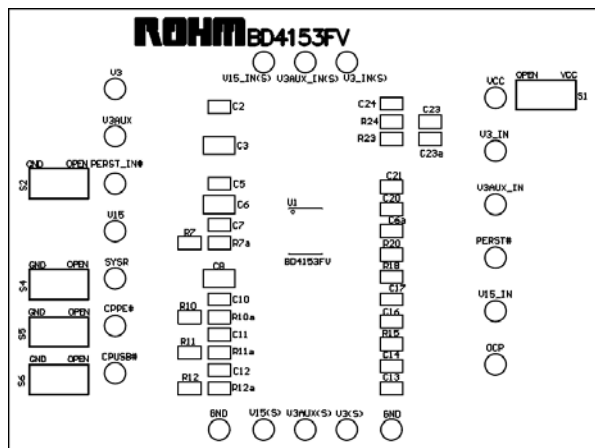 ROHM BD4153FV
V15_IN(S) V3AUX_IN(S) V3_IN(S)
V3
VCC
OPEN VCC
S1
C2
C24
C23
V3AUX
R24
V3_IN
C3
R23
C23a
GND OPEN
S2
PERST_IN#
C5
C21
C6
U1
C20
V3AUX_IN
V15
C7
C6a
R7
R7a
PERST#
BD4153FV
R20
GND OPEN
S4
SYSR
C8
R18
C10
C17
V15_IN
GND OPEN
S5
CPPE#
R10
R10a
C16
C11
R15
R11
R11a
OCP
GND OPEN
S6
CPUSB#
C12
C14
R12
R12a
C13
GND V15(S) V3AUX(S) V3(S) GND